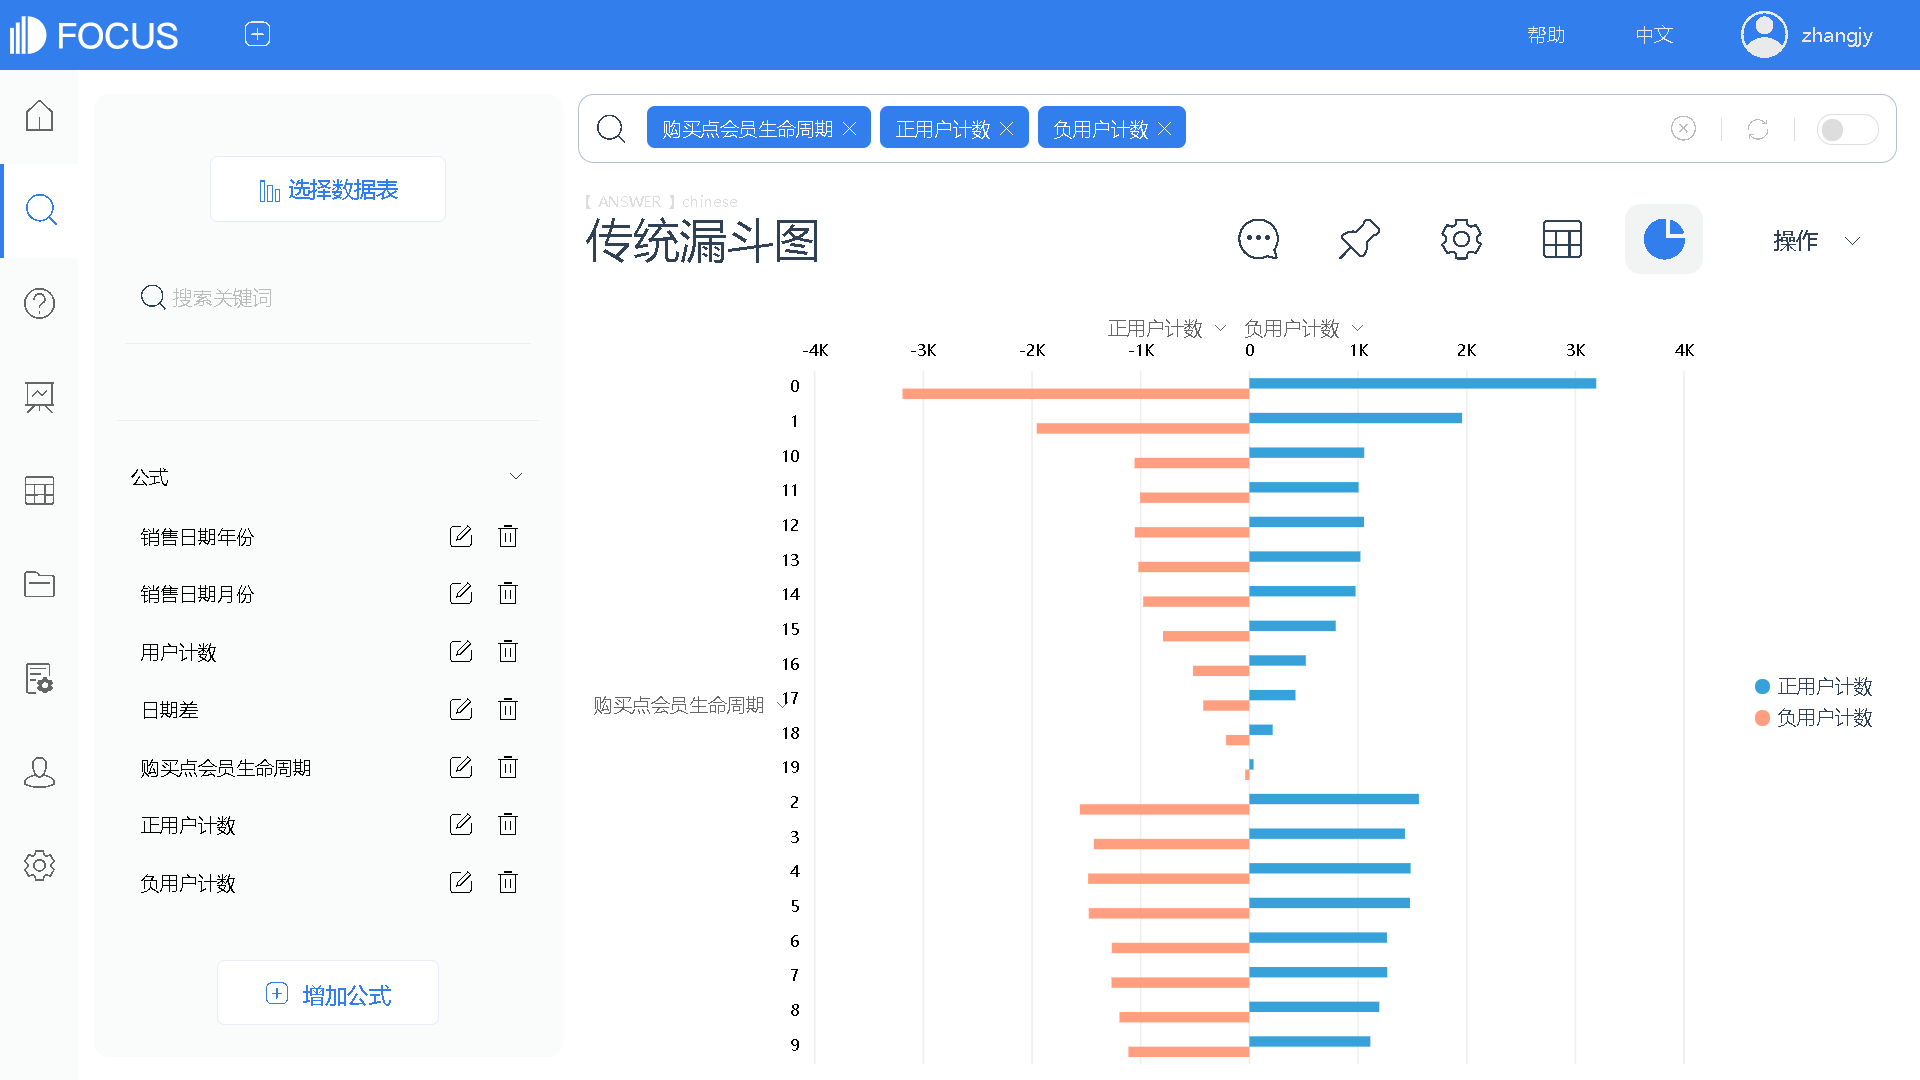 FOCUS
帮助 中文 zhangjy
购买点会员生命周期 正用户计数 负用户计数
选择数据表
搜索关键词
公式
销售日期年份
销售日期月份
用户计数
日期差
购买点会员生命周期
正用户计数
负用户计数
增加公式
【 ANSWER 】chinese
传统漏斗图
操作
正用户计数 负用户计数
-4K -3K -2K -1K 0 1K 2K 3K 4K
购买点会员生命周期
0
1
10
11
12
13
14
15
16
17
18
19
2
3
4
5
6
7
8
9
正用户计数
负用户计数